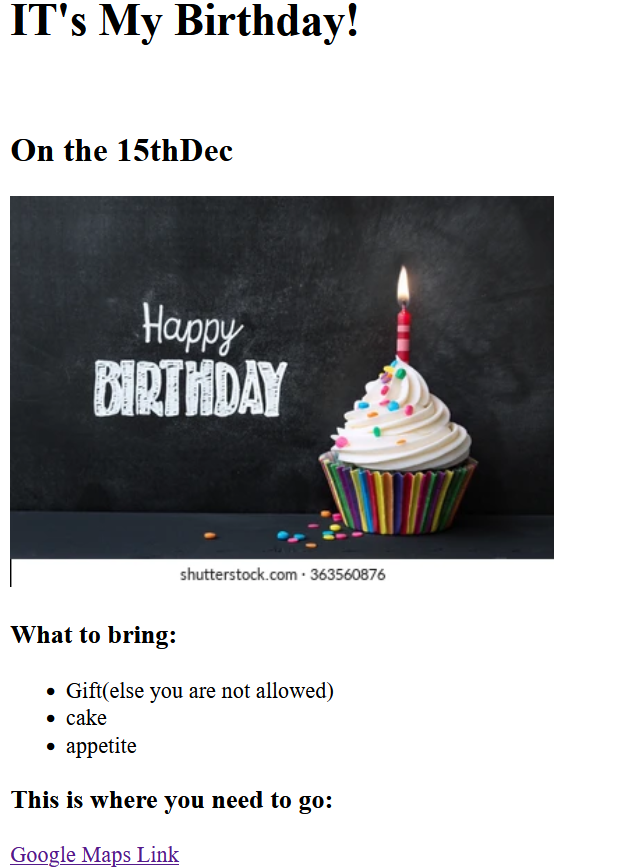 IT's My Birthday!
On the 15thDec
Happy
BIRTHDAY
shutterstock.com · 363560876
What to bring:
Gift(else you are not allowed)
cake
appetite
This is where you need to go:
Google Maps Link